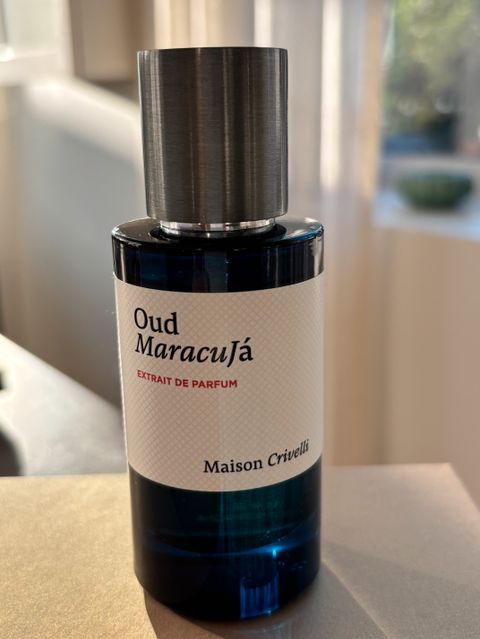 Oud
MaracuJá
EXTRAIT DE PARFUM
Maison Crivelli